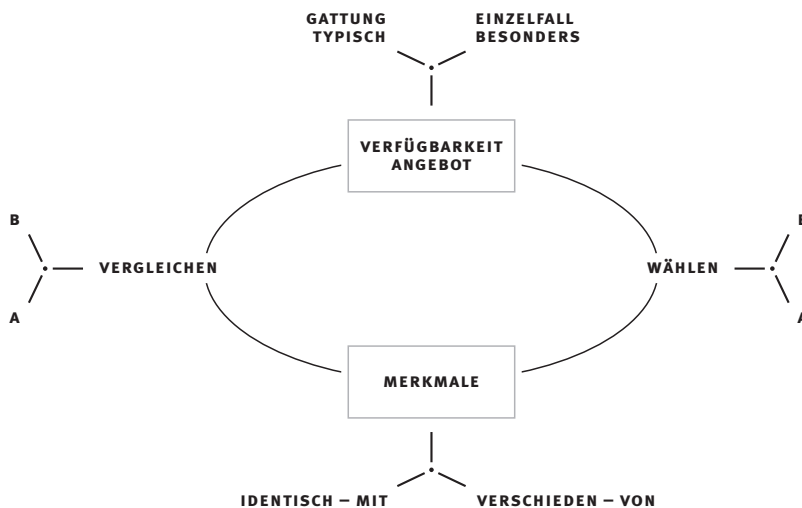 GATTUNG
TYPISCH
EINZELFALL
BESONDERS
VERFÜGBARKEIT
ANGEBOT
B
VERGLEICHEN
A
WÄHLEN
A
MERKMALE
IDENTISCH – MIT
VERSCHIEDEN – VON